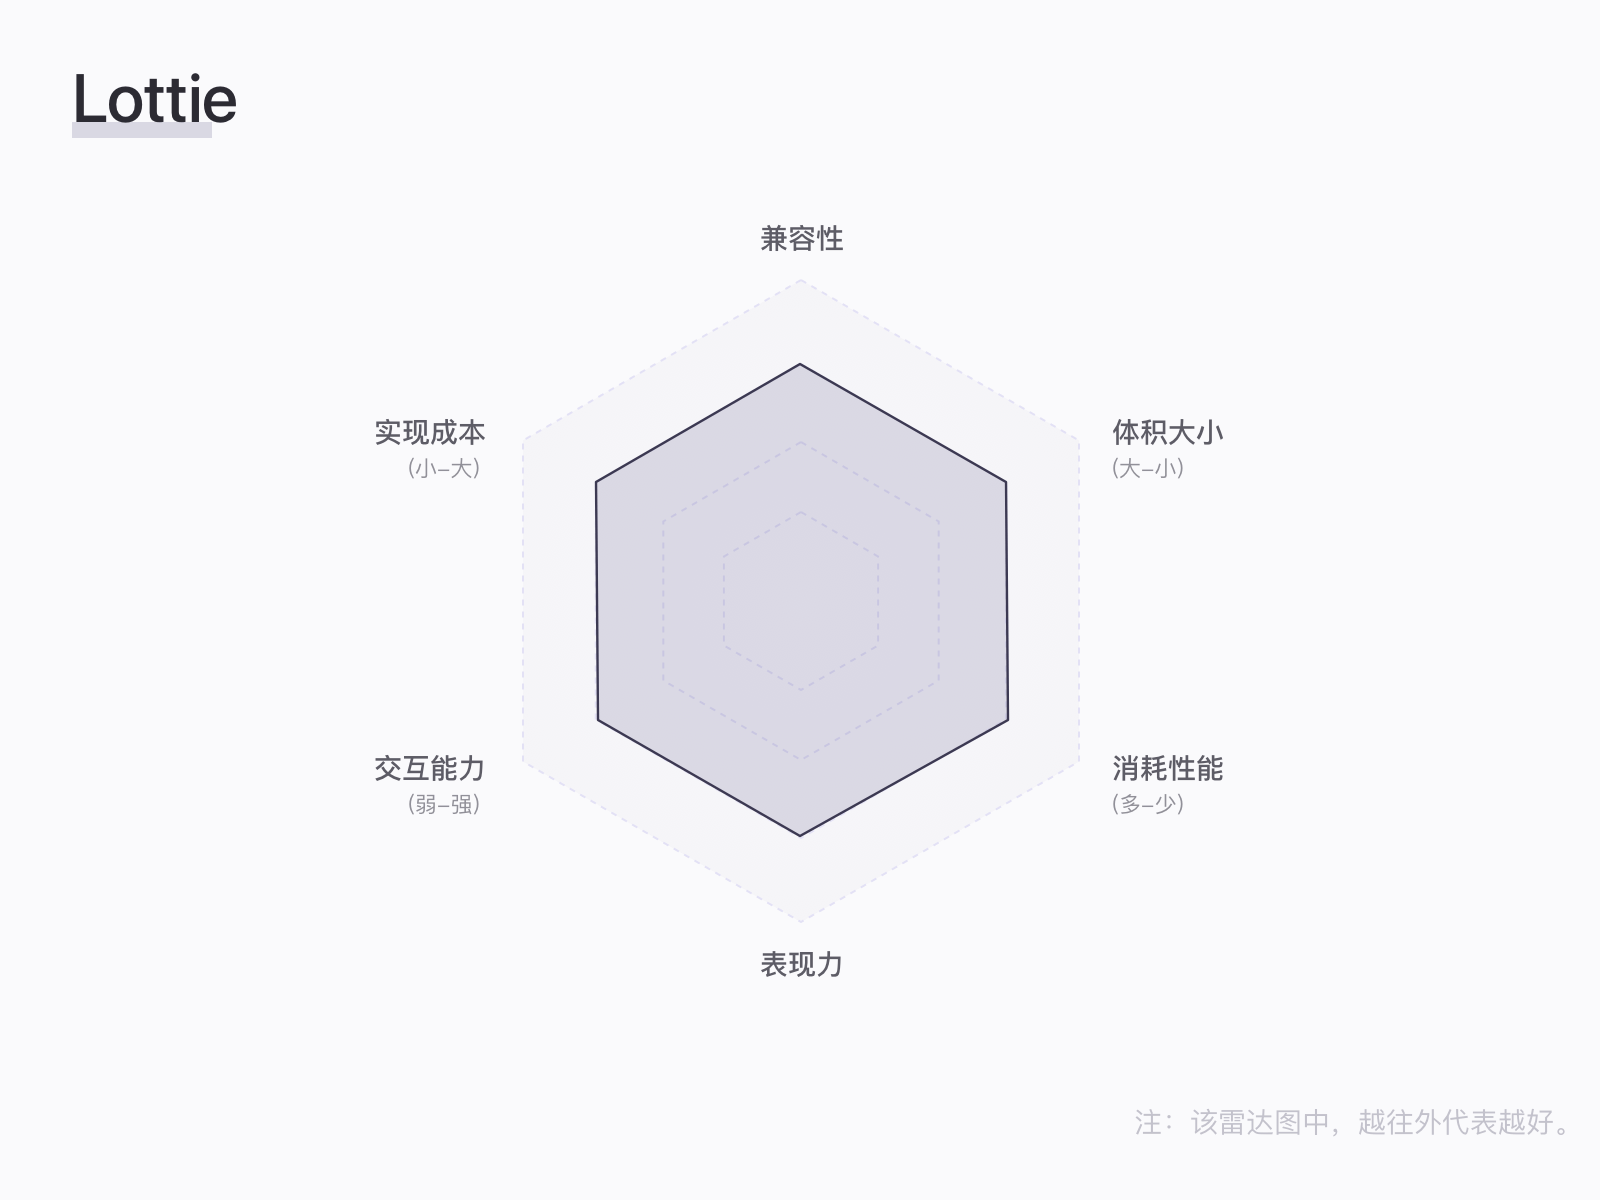 Lottie
兼容性
实现成本
(小–大)
体积大小
(大–小)
交互能力
(弱–强)
消耗性能
(多–少)
表现力
注：该雷达图中，越往外代表越好。